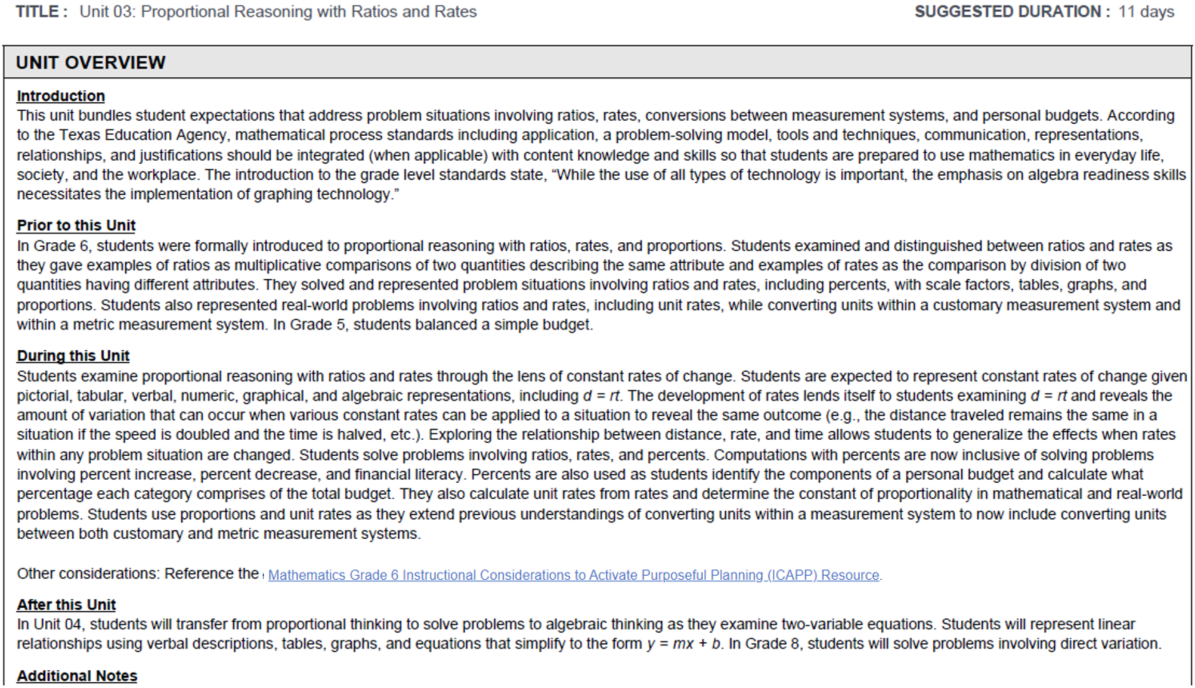 TITLE : Unit 03: Proportional Reasoning with Ratios and Rates
SUGGESTED DURATION : 11 days
UNIT OVERVIEW
Introduction
This unit bundles student expectations that address problem situations involving ratios, rates, conversions between measurement systems, and personal budgets. According
to the Texas Education Agency, mathematical process standards including application, a problem-solving model, tools and techniques, communication, representations,
relationships, and justifications should be integrated (when applicable) with content knowledge and skills so that students are prepared to use mathematics in everyday life,
society, and the workplace. The introduction to the grade level standards state, “While the use of all types of technology is important, the emphasis on algebra readiness skills
necessitates the implementation of graphing technology.”
Prior to this Unit
In Grade 6, students were formally introduced to proportional reasoning with ratios, rates, and proportions. Students examined and distinguished between ratios and rates as
they gave examples of ratios as multiplicative comparisons of two quantities describing the same attribute and examples of rates as the comparison by division of two
quantities having different attributes. They solved and represented problem situations involving ratios and rates, including percents, with scale factors, tables, graphs, and
proportions. Students also represented real-world problems involving ratios and rates, including unit rates, while converting units within a customary measurement system and
within a metric measurement system. In Grade 5, students balanced a simple budget.
During this Unit
Students examine proportional reasoning with ratios and rates through the lens of constant rates of change. Students are expected to represent constant rates of change given
pictorial, tabular, verbal, numeric, graphical, and algebraic representations, including d = rt. The development of rates lends itself to students examining d = rt and reveals the
amount of variation that can occur when various constant rates can be applied to a situation to reveal the same outcome (e.g., the distance traveled remains the same in a
situation if the speed is doubled and the time is halved, etc.). Exploring the relationship between distance, rate, and time allows students to generalize the effects when rates
within any problem situation are changed. Students solve problems involving ratios, rates, and percents. Computations with percents are now inclusive of solving problems
involving percent increase, percent decrease, and financial literacy. Percents are also used as students identify the components of a personal budget and calculate what
percentage each category comprises of the total budget. They also calculate unit rates from rates and determine the constant of proportionality in mathematical and real-world
problems. Students use proportions and unit rates as they extend previous understandings of converting units within a measurement system to now include converting units
between both customary and metric measurement systems.
Other considerations: Reference the Mathematics Grade 6 Instructional Considerations to Activate Purposeful Planning (ICAPP) Resource.
After this Unit
In Unit 04, students will transfer from proportional thinking to solve problems to algebraic thinking as they examine two-variable equations. Students will represent linear
relationships using verbal descriptions, tables, graphs, and equations that simplify to the form y = mx + b. In Grade 8, students will solve problems involving direct variation.
Additional Notes